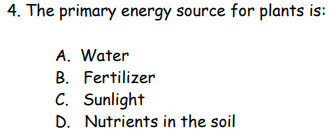 4. The primary energy source for plants is:
A. Water
B. Fertilizer
C. Sunlight
D. Nutrients in the soil